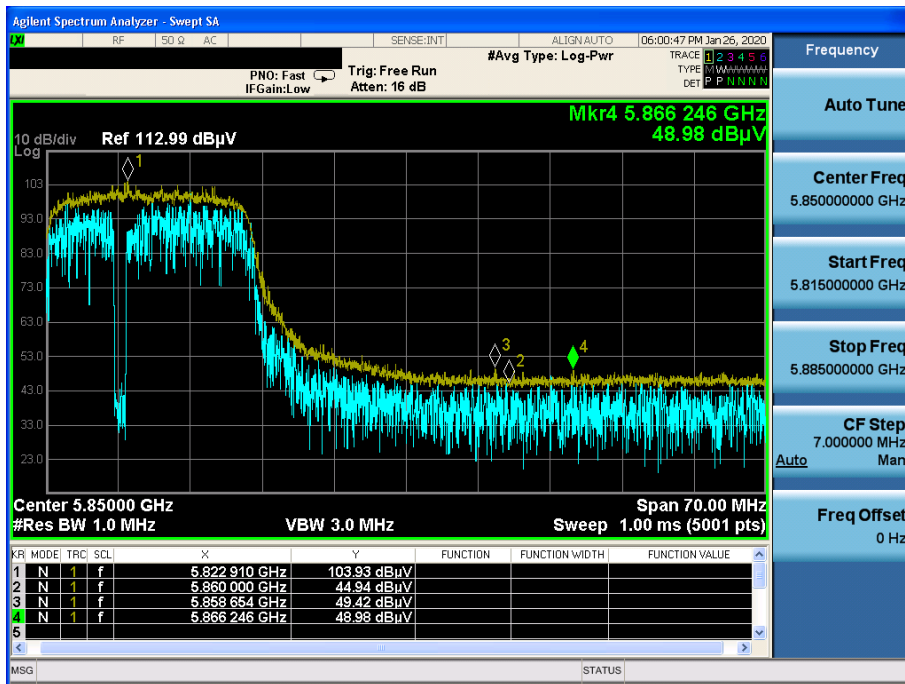 Agilent Spectrum Analyzer - Swept SA
LXI RF 50 Ω AC SENSE:INT ALIGN AUTO 06:00:47 PM Jan 26, 2020
Frequency
#Avg Type: Log-Pwr
TRACE 1 2 3 4 5 6
PNO: Fast Trig: Free Run
TYPE M WWWWW
IFGain:Low Atten: 16 dB
DET P P N N N N
Auto Tune
Mkr4 5.866 246 GHz
48.98 dBµV
10 dB/div Ref 112.99 dBµV
Log
1
103
93.0
83.0
73.0
63.0
53.0
43.0
33.0
23.0
3
2
4
Center Freq
5.850000000 GHz
Start Freq
5.815000000 GHz
Stop Freq
5.885000000 GHz
CF Step
7.000000 MHz
Auto Man
Freq Offset
0 Hz
Center 5.85000 GHz Span 70.00 MHz
#Res BW 1.0 MHz VBW 3.0 MHz Sweep 1.00 ms (5001 pts)
KR MODE TRC SCL X Y FUNCTION FUNCTION WIDTH FUNCTION VALUE
1 N 1 f 5.822 910 GHz 103.93 dBµV
2 N 1 f 5.860 000 GHz 44.94 dBµV
3 N 1 f 5.858 654 GHz 49.42 dBµV
4 N 1 f 5.866 246 GHz 48.98 dBµV
5
MSG STATUS